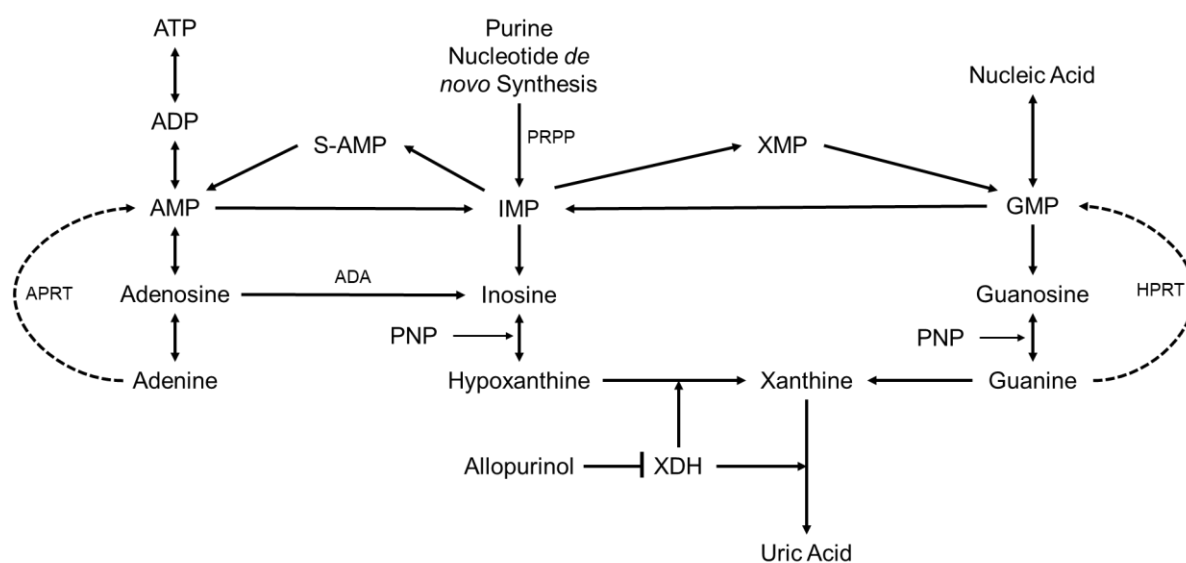 ATP
Purine
Nucleotide de
novo Synthesis
Nucleic Acid
ADP
PRPP
S-AMP
XMP
AMP
IMP
GMP
APRT
Adenosine
ADA
Inosine
Guanosine
HPRT
PNP
PNP
Adenine
Hypoxanthine
Xanthine
Guanine
Allopurinol
XDH
Uric Acid